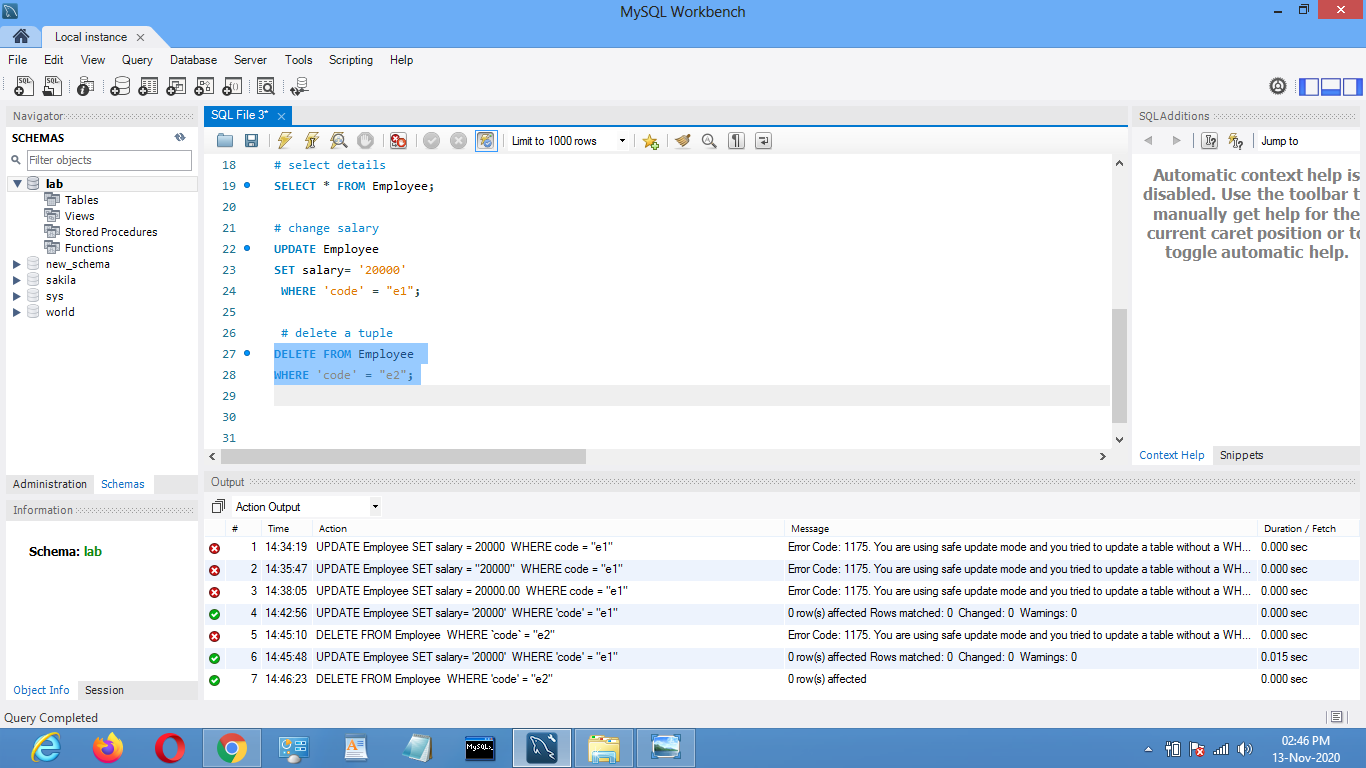 MySQL Workbench
Local instance
File Edit View Query Database Server Tools Scripting Help
Navigator
SCHEMAS
Filter objects
lab
Tables
Views
Stored Procedures
Functions
new_schema
sakila
sys
world
Administration Schemas
Information
Schema: lab
Object Info Session
SQL File 3*
Limit to 1000 rows
18 # select details
19 SELECT * FROM Employee;
20
21 # change salary
22 UPDATE Employee
23 SET salary= '20000'
24 WHERE 'code' = "e1";
25
26 # delete a tuple
27 DELETE FROM Employee
28 WHERE 'code' = "e2";
29
30
31
SQLAdditions
Jump to
Automatic context help is
disabled. Use the toolbar t
manually get help for the
current caret position or to
toggle automatic help.
Context Help Snippets
Output
Action Output
# Time Action Message Duration / Fetch
1 14:34:19 UPDATE Employee SET salary = 20000 WHERE code = "e1" Error Code: 1175. You are using safe update mode and you tried to update a table without a WH... 0.000 sec
2 14:35:47 UPDATE Employee SET salary = "20000" WHERE code = "e1" Error Code: 1175. You are using safe update mode and you tried to update a table without a WH... 0.000 sec
3 14:38:05 UPDATE Employee SET salary = 20000.00 WHERE code = "e1" Error Code: 1175. You are using safe update mode and you tried to update a table without a WH... 0.000 sec
4 14:42:56 UPDATE Employee SET salary= '20000' WHERE 'code' = "e1" 0 row(s) affected Rows matched: 0 Changed: 0 Warnings: 0 0.000 sec
5 14:45:10 DELETE FROM Employee WHERE `code` = "e2" Error Code: 1175. You are using safe update mode and you tried to update a table without a WH... 0.000 sec
6 14:45:48 UPDATE Employee SET salary= '20000' WHERE 'code' = "e1" 0 row(s) affected Rows matched: 0 Changed: 0 Warnings: 0 0.015 sec
7 14:46:23 DELETE FROM Employee WHERE 'code' = "e2" 0 row(s) affected 0.000 sec
Query Completed
02:46 PM
13-Nov-2020